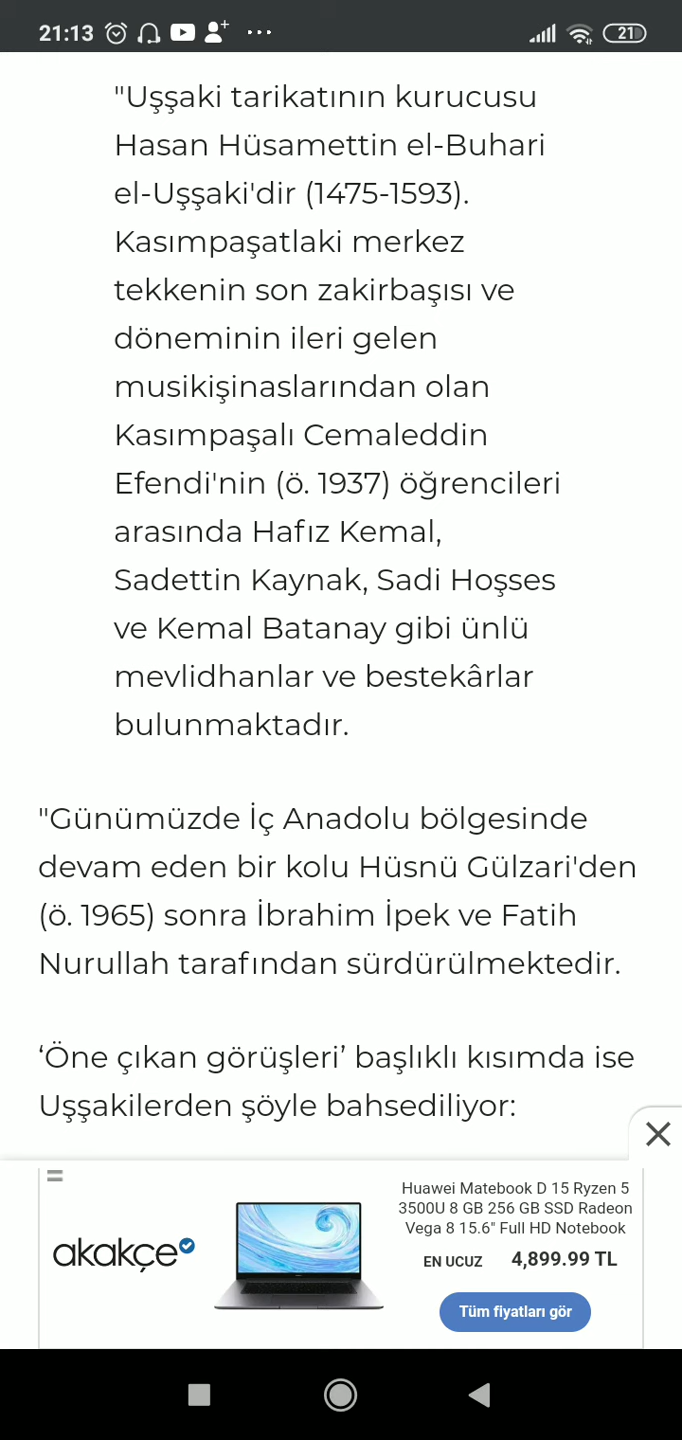 21:13
21
"Uşşaki tarikatının kurucusu
Hasan Hüsamettin el-Buhari
el-Uşşaki'dir (1475-1593).
Kasımpaşatlaki merkez
tekkenin son zakirbaşısı ve
döneminin ileri gelen
musikişinaslarından olan
Kasımpaşalı Cemaleddin
Efendi'nin (ö. 1937) öğrencileri
arasında Hafız Kemal,
Sadettin Kaynak, Sadi Hoşses
ve Kemal Batanay gibi ünlü
mevlidhanlar ve bestekârlar
bulunmaktadır.
"Günümüzde İç Anadolu bölgesinde
devam eden bir kolu Hüsnü Gülzari'den
(ö. 1965) sonra İbrahim İpek ve Fatih
Nurullah tarafından sürdürülmektedir.
‘Öne çıkan görüşleri’ başlıklı kısımda ise
Uşşakilerden şöyle bahsediliyor:
akakçe
Huawei Matebook D 15 Ryzen 5
3500U 8 GB 256 GB SSD Radeon
Vega 8 15.6" Full HD Notebook
EN UCUZ 4,899.99 TL
Tüm fiyatları gör